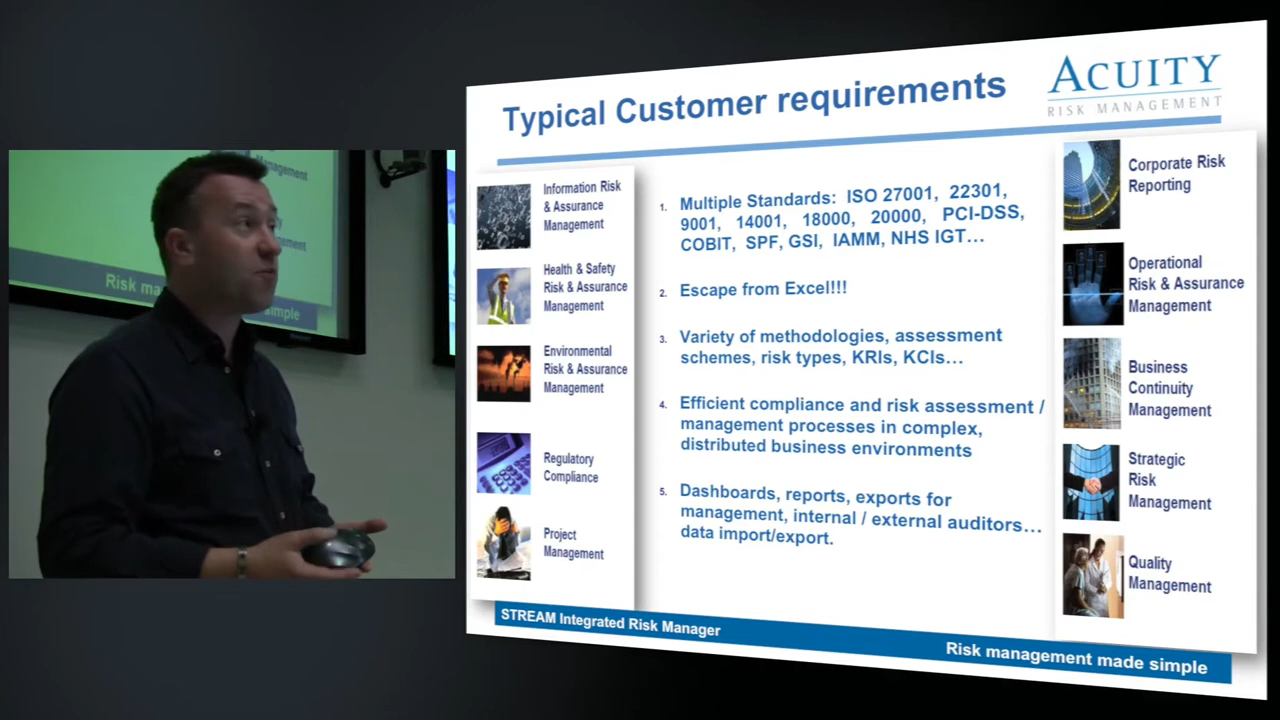 Management
Management
Risk ma
simple
Typical Customer requirements
ACUITY
RISK MANAGEMENT
Information Risk
& Assurance
Management
Health & Safety
Risk & Assurance
Management
Environmental
Risk & Assurance
Management
Regulatory
Compliance
Project
Management
1. Multiple Standards: ISO 27001, 22301,
9001, 14001, 18000, 20000, PCI-DSS,
COBIT, SPF, GSI, IAMM, NHS IGT…
2. Escape from Excel!!!
3. Variety of methodologies, assessment
schemes, risk types, KRIs, KCIs…
4. Efficient compliance and risk assessment /
management processes in complex,
distributed business environments
5. Dashboards, reports, exports for
management, internal / external auditors…
data import/export.
Corporate Risk
Reporting
Operational
Risk & Assurance
Management
Business
Continuity
Management
Strategic
Risk
Management
Quality
Management
STREAM Integrated Risk Manager
Risk management made simple